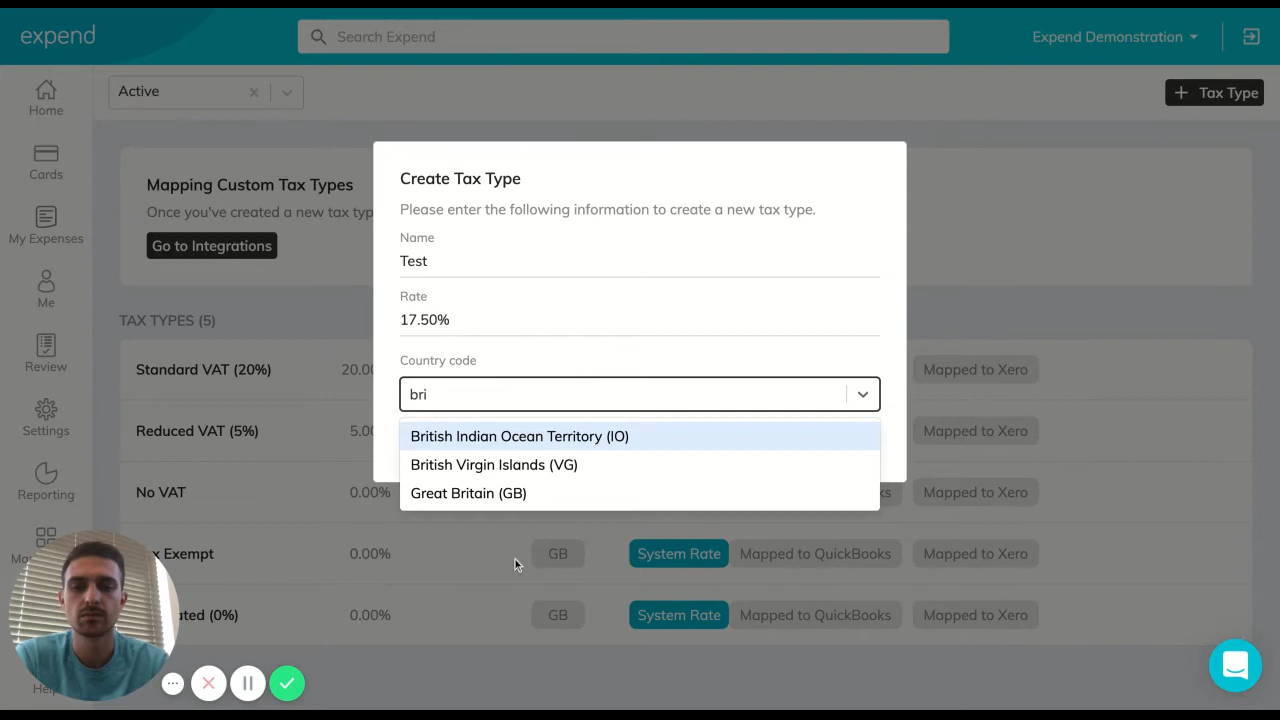 expend
Search Expend
Expend Demonstration
Home
Cards
My Expenses
Me
Review
Settings
Reporting
Active
+ Tax Type
Mapping Custom Tax Types
Once you've created a new tax typ
Go to Integrations
TAX TYPES (5)
Standard VAT (20%) 20.0 Mapped to Xero
Reduced VAT (5%) 5.0 Mapped to Xero
No VAT 0.00% ks Mapped to Xero
Exempt 0.00% GB System Rate Mapped to QuickBooks Mapped to Xero
ated (0%) 0.00% GB System Rate Mapped to QuickBooks Mapped to Xero
Create Tax Type
Please enter the following information to create a new tax type.
Name
Test
Rate
17.50%
Country code
bri
British Indian Ocean Territory (IO)
British Virgin Islands (VG)
Great Britain (GB)